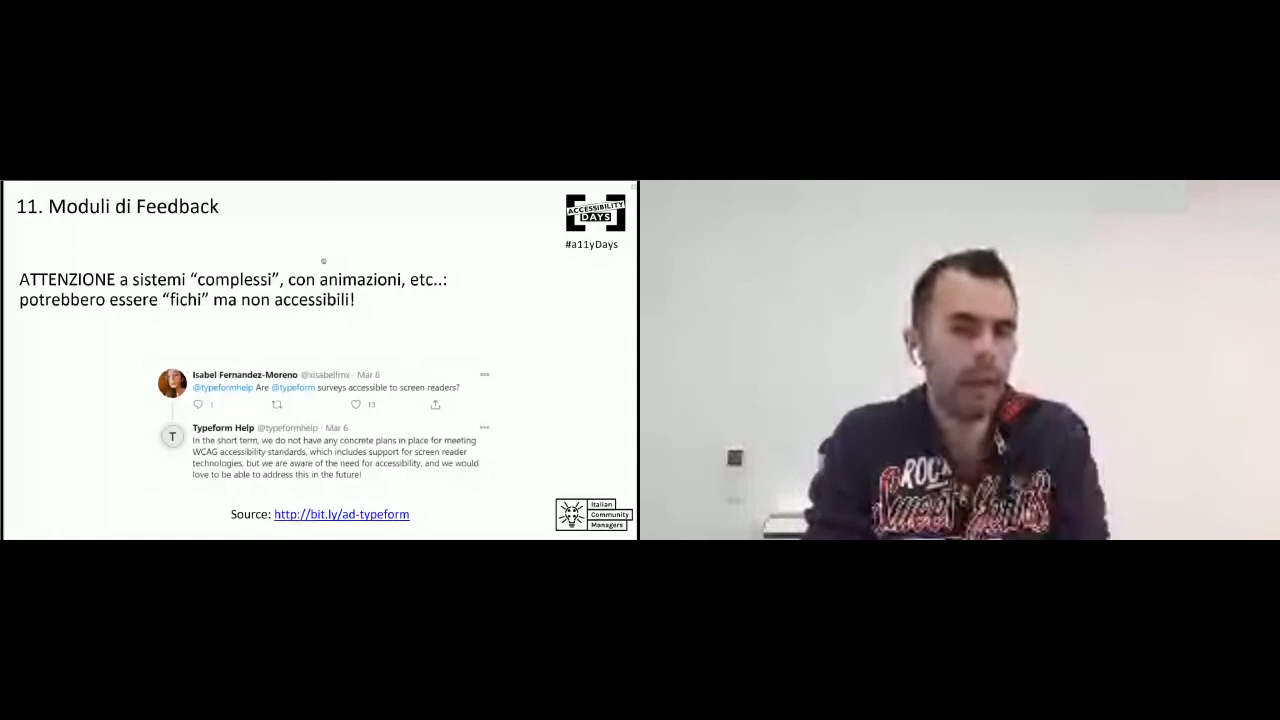 11. Moduli di Feedback
ACCESSIBILITY
DAYS
#a11yDays
ATTENZIONE a sistemi “complessi”, con animazioni, etc..:
potrebbero essere “fichi” ma non accessibili!
Isabel Fernandez-Moreno @xisabelfmx · Mar 6
@typeformhelp Are @typeform surveys accessible to screen readers?
1 13
T
Typeform Help @typeformhelp · Mar 6
In the short term, we do not have any concrete plans in place for meeting
WCAG accessibility standards, which includes support for screen reader
technologies, but we are aware of the need for accessibility, and we would
love to be able to address this in the future!
Source: http://bit.ly/ad-typeform
Italian
Community
Managers
ROCK
Sweet